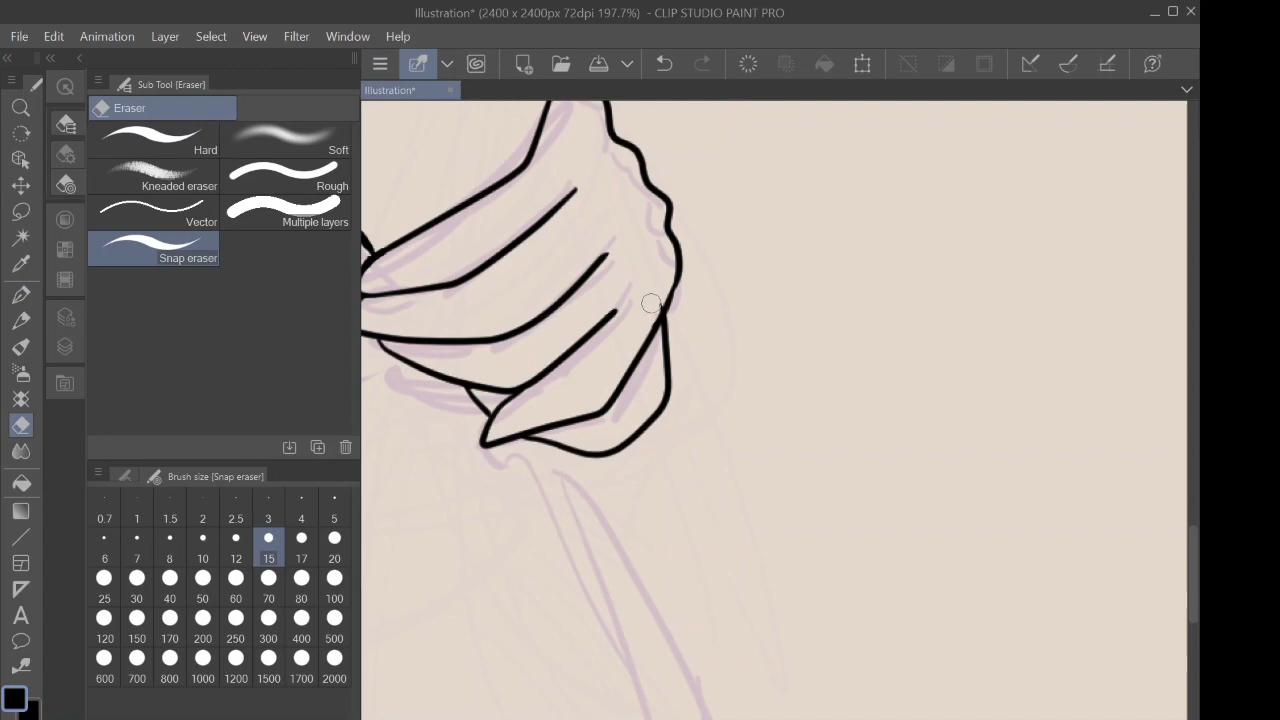 Illustration* (2400 x 2400px 72dpi 197.7%)  - CLIP STUDIO PAINT PRO
File Edit Animation Layer Select View Filter Window Help
Sub Tool [Eraser]
Illustration*
Eraser
Hard Soft
Kneaded eraser Rough
Vector Multiple layers
Snap eraser
Brush size [Snap eraser]
0.7 1 1.5 2 2.5 3 4 5
6 7 8 10 12 15 17 20
25 30 40 50 60 70 80 100
120 150 170 200 250 300 400 500
600 700 800 1000 1200 1500 1700 2000